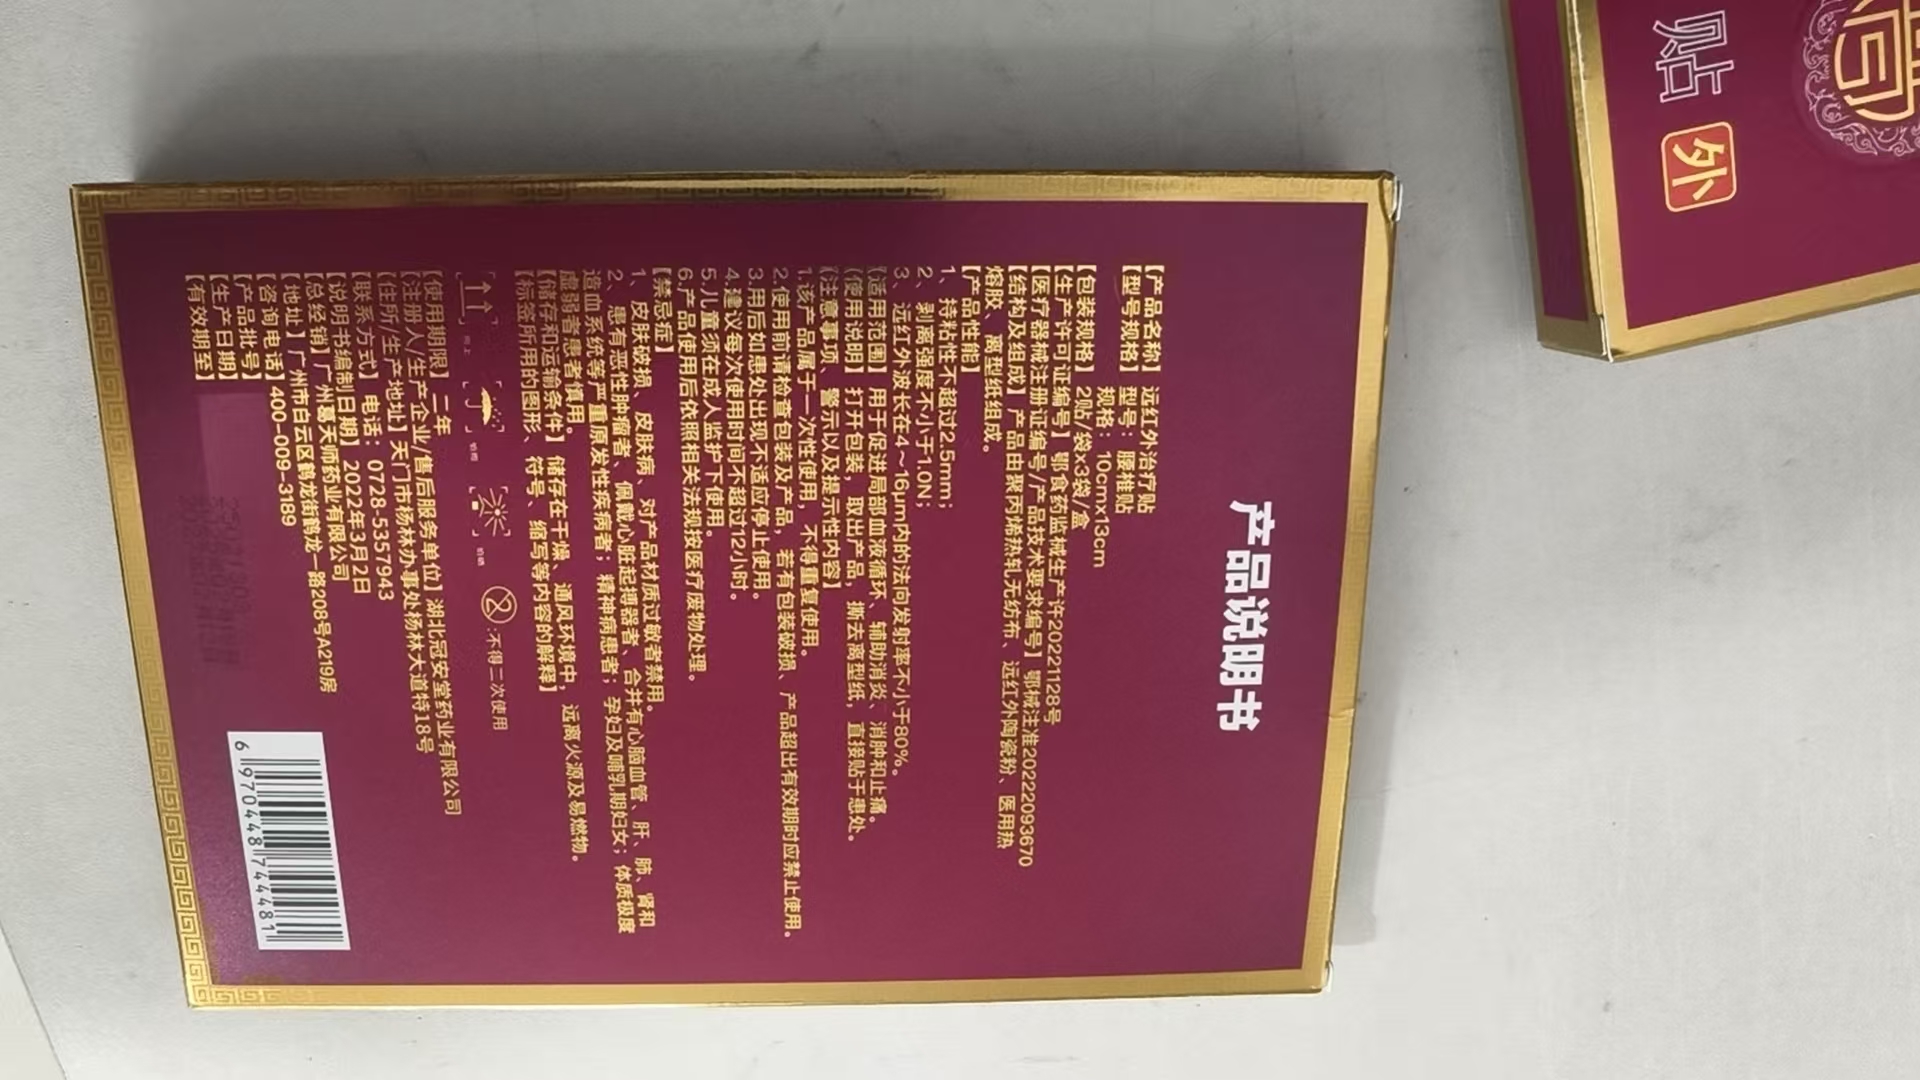 产品说明书
【产品名称】远红外治疗贴
【型号规格】型号：腰椎贴
规格：10cmx13cm
【包装规格】2贴/袋x3袋/盒
【生产许可证编号】鄂食药监械生产许20221128号
【医疗器械注册证编号/产品技术要求编号】鄂械注准20222093670
【结构及组成】产品由聚丙烯热轧无纺布、远红外陶瓷粉、医用热
熔胶、离型纸组成。
【产品性能】
1、持粘性不超过2.5mm；
2、剥离强度不小于1.0N；
3、远红外波长在4~16μm内的法向发射率不小于80%。
【适用范围】用于促进局部血液循环、辅助消炎、消肿和止痛。
【使用说明】打开包装，取出产品，撕去离型纸，直接贴于患处。
【注意事项、警示以及提示性内容】
1.该产品属于一次性使用，不得重复使用。
2.使用前请检查包装及产品，若有包装破损、产品超出有效期时应禁止使用。
3.用后如患处出现不适应停止使用。
4.建议每次使用时间不超过12小时。
5.儿童须在成人监护下使用。
6.产品使用后依照相关法规按医疗废物处理。
【禁忌症】
1、皮肤破损、皮肤病、对产品材质过敏者禁用。
2、患有恶性肿瘤者、佩戴心脏起搏器者、合并有心脑血管、肝、肺、肾和
造血系统等严重原发性疾病者；精神病患者；孕妇及哺乳期妇女；体质极度
虚弱者患者慎用。
【储存和运输条件】储存在干燥、通风环境中，远离火源及易燃物。
【标签所用的图形、符号、缩写等内容的解释】
向上 怕雨 怕晒 ：不得二次使用
【使用期限】二年
【注册人/生产企业/售后服务单位】湖北冠安堂药业有限公司
【住所/生产地址】天门市杨林办事处杨林大道特18号
【联系方式】电话：0728-5357943
【说明书编制日期】2022年3月2日
【总经销】广州葛天师药业有限公司
【地址】广州市白云区鹤龙街鹤龙一路208号A219房
【咨询电话】400-009-3189
【产品批号】
【生产日期】
【有效期至】
6 970448 744481
贴
外